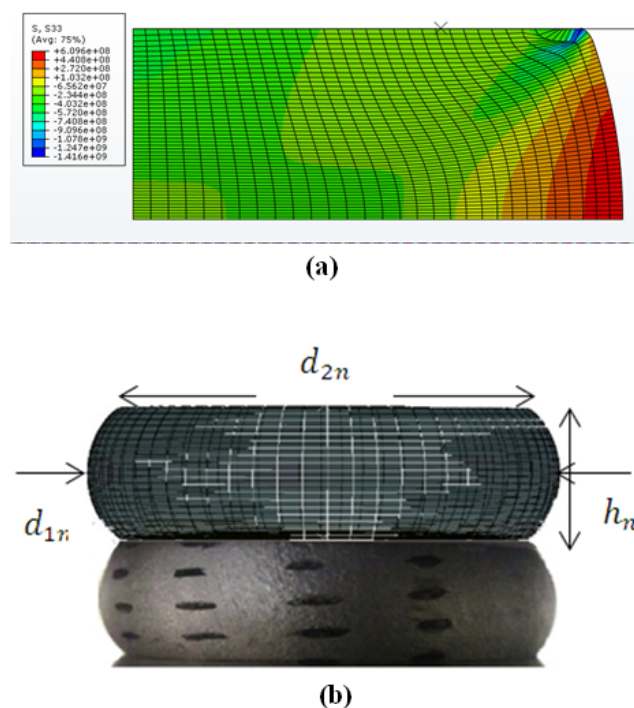 S, S33
(Avg: 75%)
+6.096e+08
+4.408e+08
+2.720e+08
+1.032e+08
-6.562e+07
-2.344e+08
-4.032e+08
-5.720e+08
-7.408e+08
-9.096e+08
-1.078e+09
-1.247e+09
-1.416e+09
(a)
d₂ₙ
d₁ₙ
hₙ
(b)